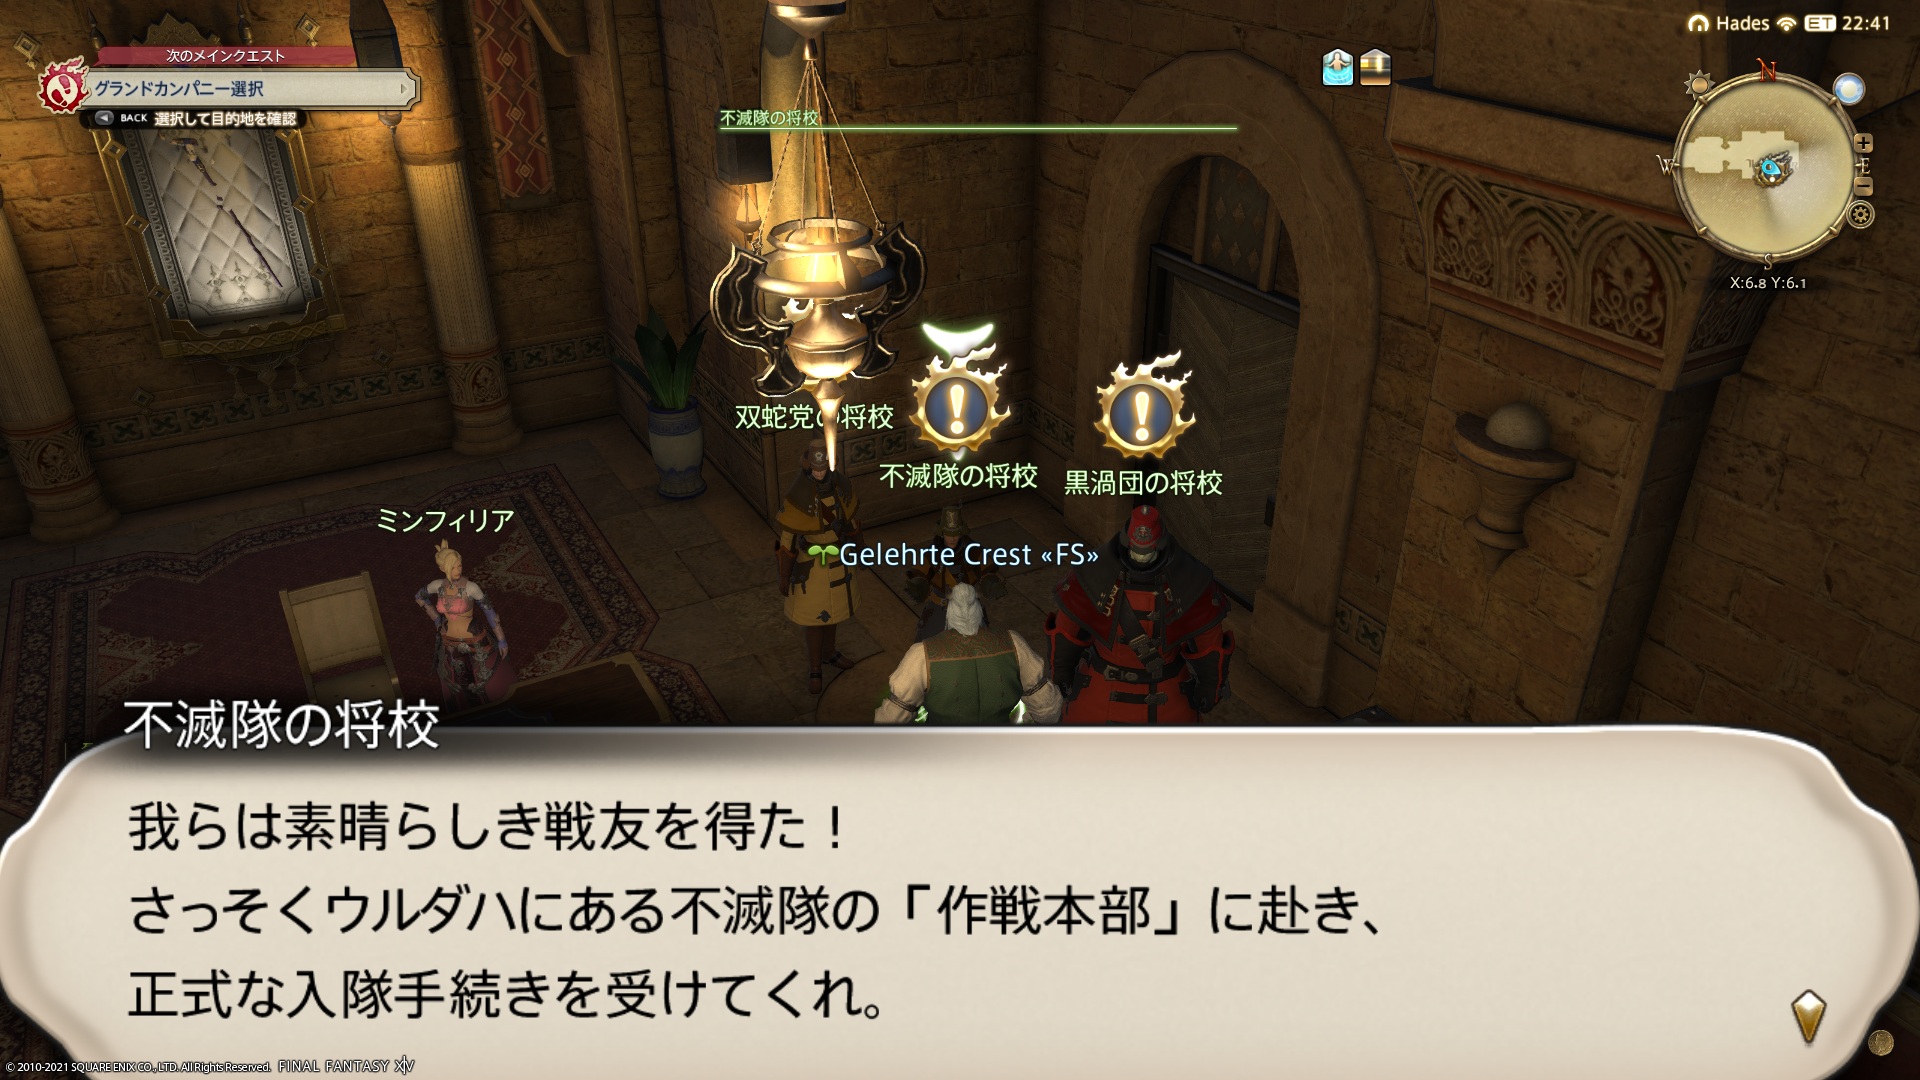 Hades ET 22:41
次のメインクエスト
グランドカンパニー選択
BACK 選択して目的地を確認
不滅隊の将校
N
W
E
S
X:6.8 Y:6.1
双蛇党の将校
不滅隊の将校
黒渦団の将校
ミンフィリア
Gelehrte Crest «FS»
不滅隊の将校
我らは素晴らしき戦友を得た！
さっそくウルダハにある不滅隊の「作戦本部」に赴き、
正式な入隊手続きを受けてくれ。
© 2010-2021 SQUARE ENIX CO., LTD. All Rights Reserved. FINAL FANTASY XIV